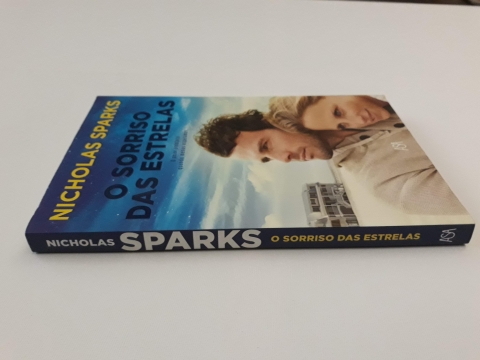 NICHOLAS SPARKS
O SORRISO
DAS ESTRELAS
NICHOLAS SPARKS O SORRISO DAS ESTRELAS ASA